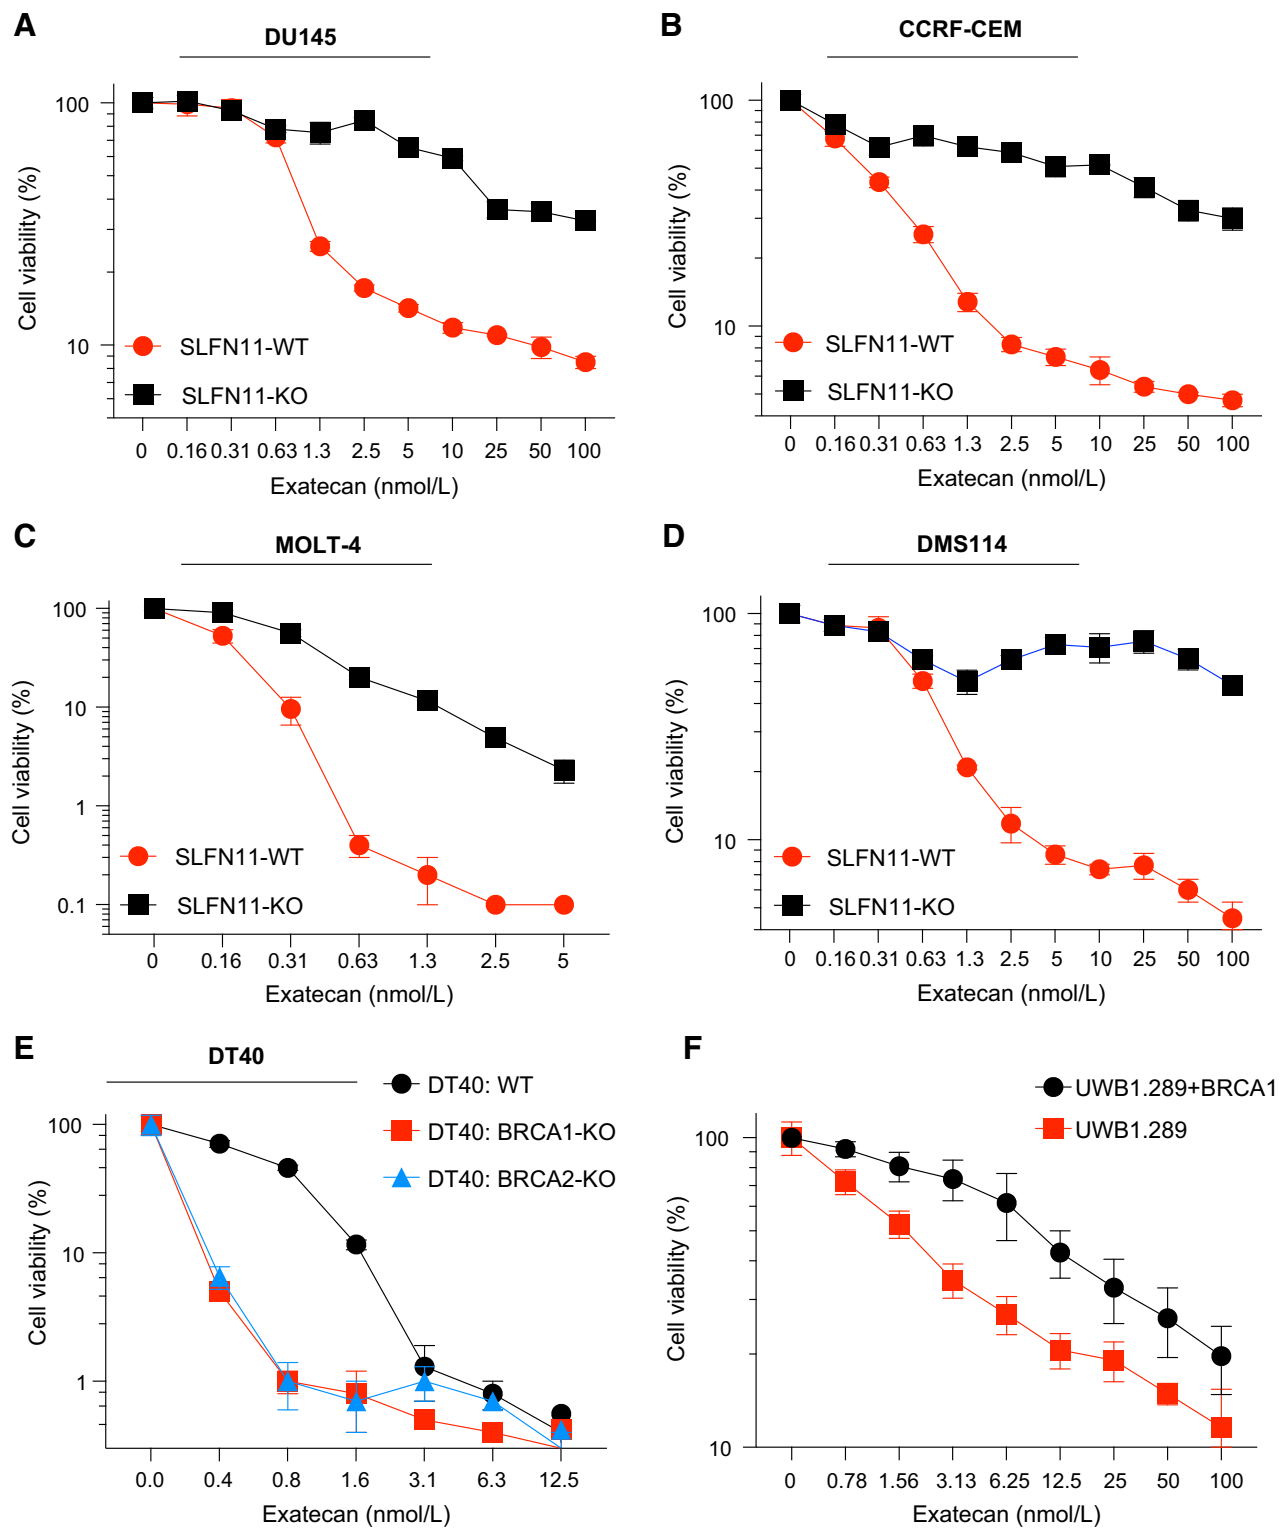 A
DU145
Cell viability (%)
100
10
SLFN11-WT
SLFN11-KO
0 0.16 0.31 0.63 1.3 2.5 5 10 25 50 100
Exatecan (nmol/L)
B
CCRF-CEM
Cell viability (%)
100
10
SLFN11-WT
SLFN11-KO
0 0.16 0.31 0.63 1.3 2.5 5 10 25 50 100
Exatecan (nmol/L)
C
MOLT-4
Cell viability (%)
100
10
1
0.1
SLFN11-WT
SLFN11-KO
0 0.16 0.31 0.63 1.3 2.5 5
Exatecan (nmol/L)
D
DMS114
Cell viability (%)
100
10
SLFN11-WT
SLFN11-KO
0 0.16 0.31 0.63 1.3 2.5 5 10 25 50 100
Exatecan (nmol/L)
E
DT40
DT40: WT
DT40: BRCA1-KO
DT40: BRCA2-KO
Cell viability (%)
100
10
1
0.0 0.4 0.8 1.6 3.1 6.3 12.5
Exatecan (nmol/L)
F
UWB1.289+BRCA1
UWB1.289
Cell viability (%)
100
10
0 0.78 1.56 3.13 6.25 12.5 25 50 100
Exatecan (nmol/L)